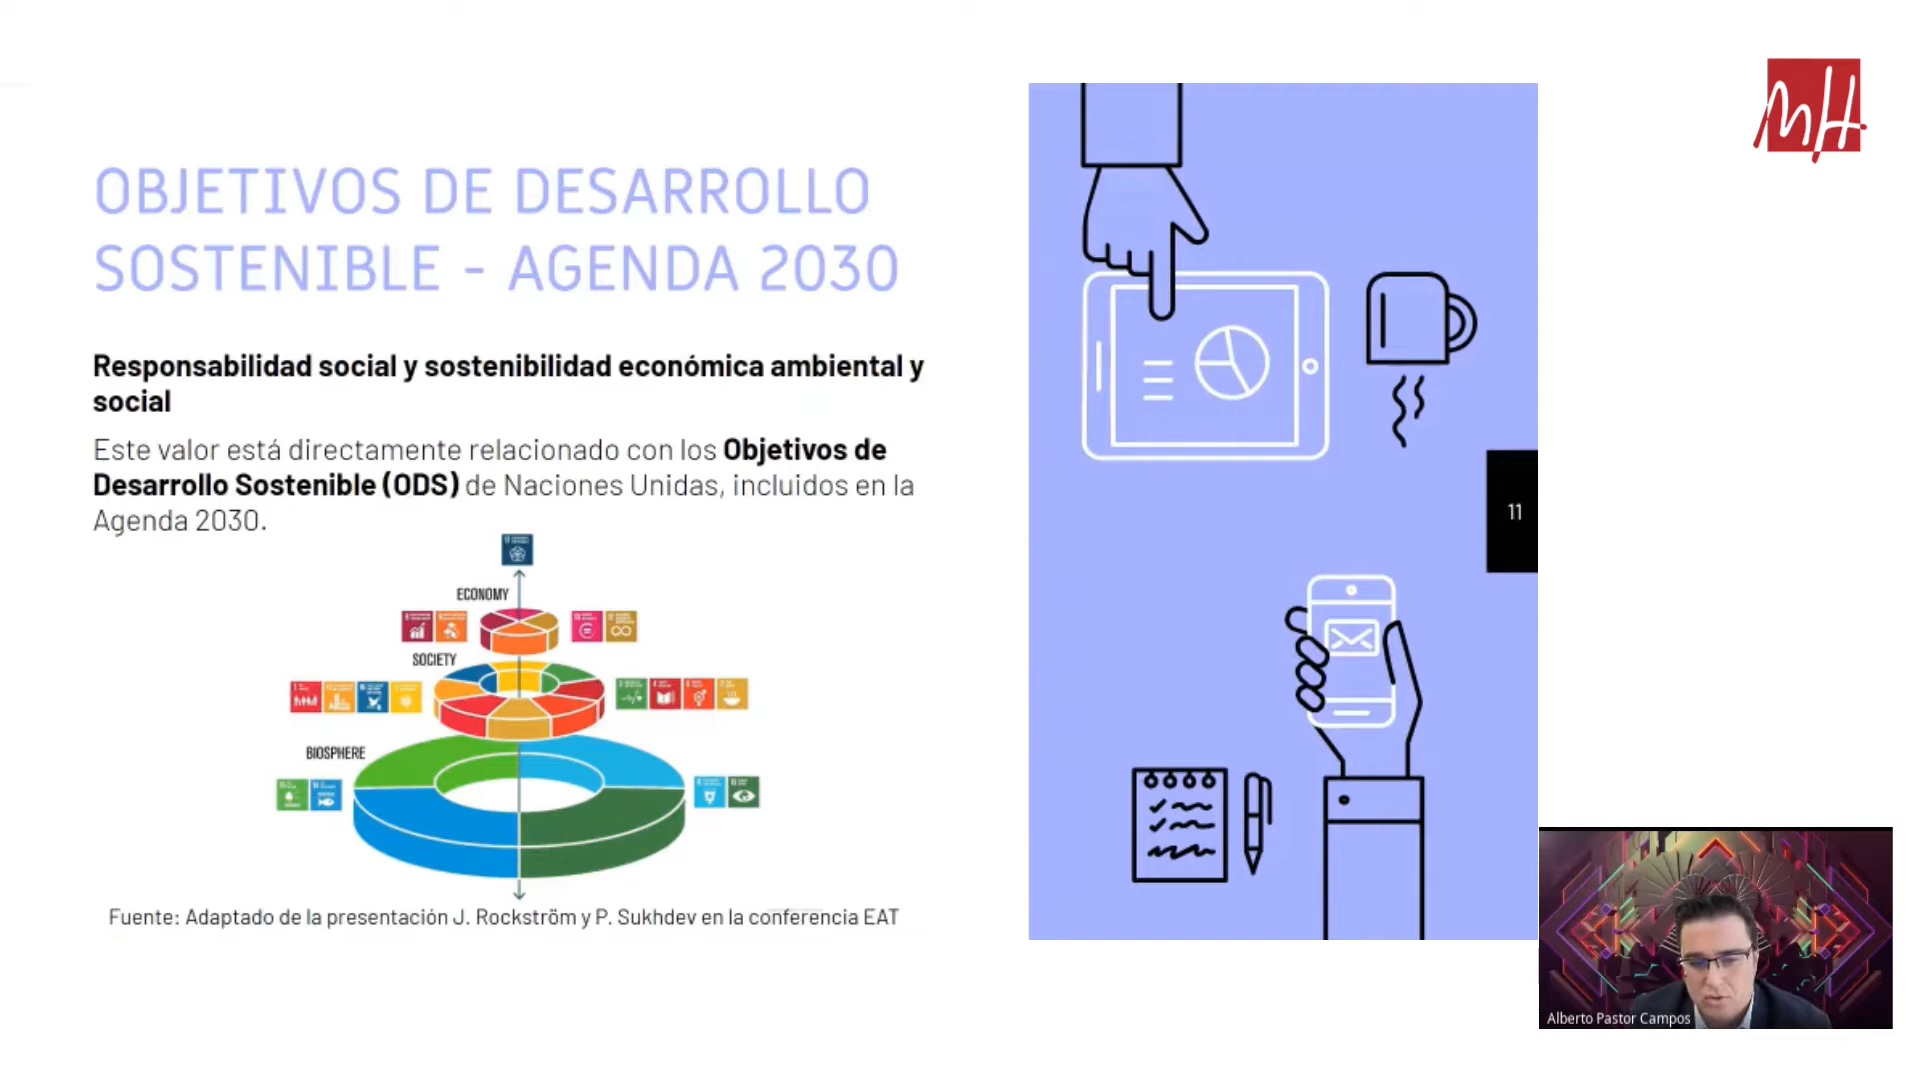 OBJETIVOS DE DESARROLLO
SOSTENIBLE - AGENDA 2030
Responsabilidad social y sostenibilidad económica ambiental y
social
Este valor está directamente relacionado con los Objetivos de
Desarrollo Sostenible (ODS) de Naciones Unidas, incluidos en la
Agenda 2030.
ECONOMY
SOCIETY
BIOSPHERE
Fuente: Adaptado de la presentación J. Rockström y P. Sukhdev en la conferencia EAT
11
MH
Alberto Pastor Campos